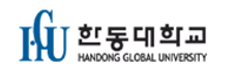 HGU 한동대학교
HANDONG GLOBAL UNIVERSITY